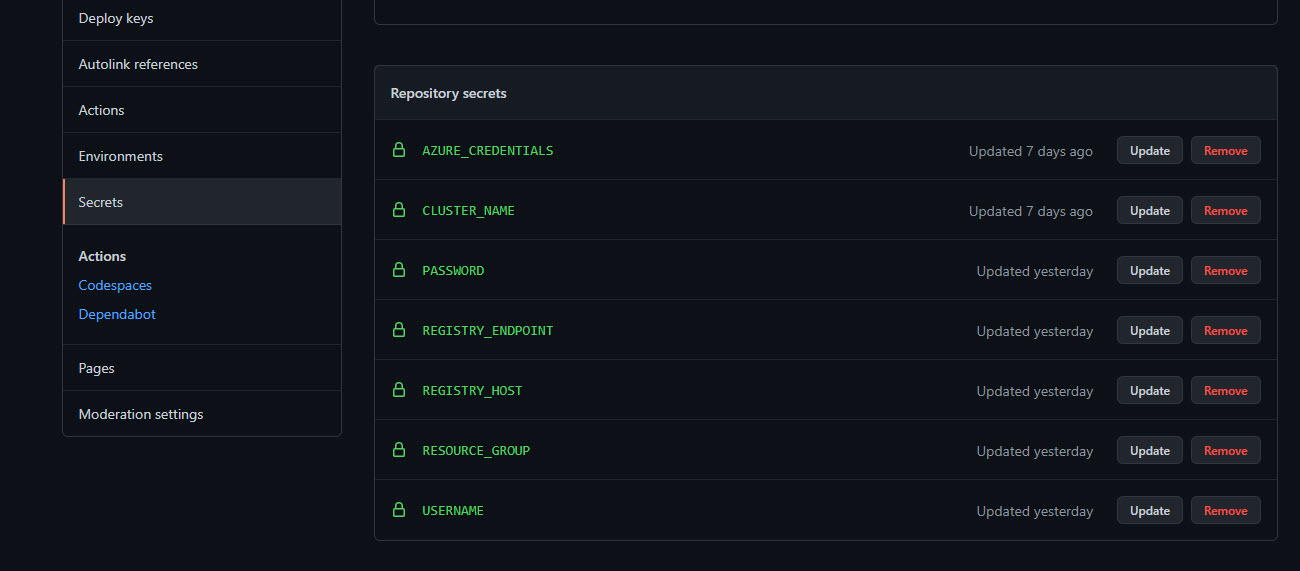 Deploy keys
Autolink references
Actions
Environments
Secrets
Actions
Codespaces
Dependabot
Pages
Moderation settings
Repository secrets
AZURE_CREDENTIALS Updated 7 days ago Update Remove
CLUSTER_NAME Updated 7 days ago Update Remove
PASSWORD Updated yesterday Update Remove
REGISTRY_ENDPOINT Updated yesterday Update Remove
REGISTRY_HOST Updated yesterday Update Remove
RESOURCE_GROUP Updated yesterday Update Remove
USERNAME Updated yesterday Update Remove